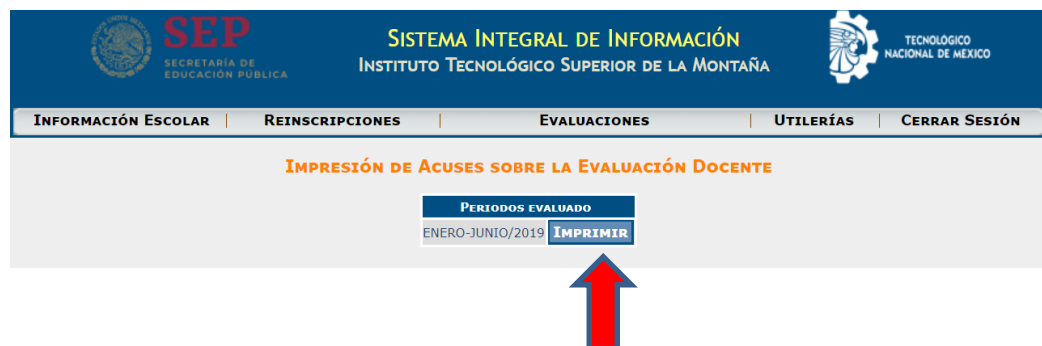 SEP
SECRETARÍA DE
EDUCACIÓN PÚBLICA
SISTEMA INTEGRAL DE INFORMACIÓN
INSTITUTO TECNOLÓGICO SUPERIOR DE LA MONTAÑA
TECNOLÓGICO
NACIONAL DE MÉXICO
INFORMACIÓN ESCOLAR | REINSCRIPCIONES | EVALUACIONES | UTILERÍAS | CERRAR SESIÓN
IMPRESIÓN DE ACUSES SOBRE LA EVALUACIÓN DOCENTE
PERIODOS EVALUADO
ENERO-JUNIO/2019 IMPRIMIR